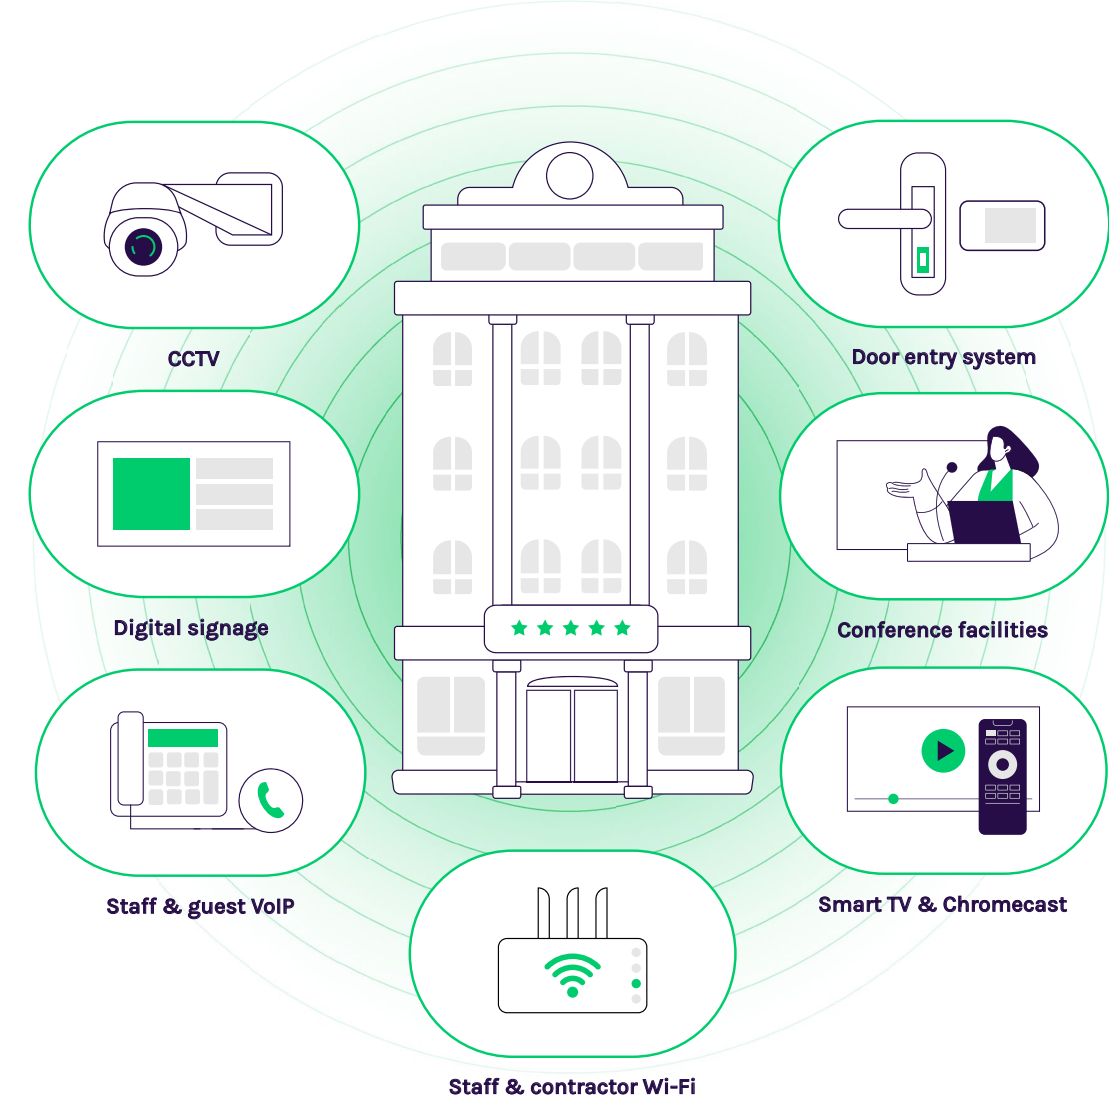 CCTV
Door entry system
Digital signage
Conference facilities
Staff & guest VoIP
Smart TV & Chromecast
Staff & contractor Wi-Fi